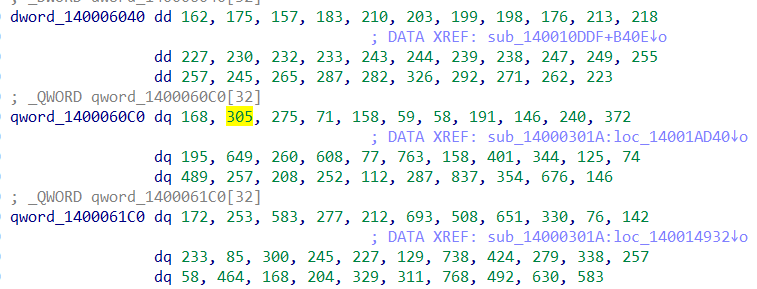 dword_140006040 dd 162, 175, 157, 183, 210, 203, 199, 198, 176, 213, 218
; DATA XREF: sub_140010DDF+B40E↓o
dd 227, 230, 232, 233, 243, 244, 239, 238, 247, 249, 255
dd 257, 245, 265, 287, 282, 326, 292, 271, 262, 223
; _QWORD qword_1400060C0[32]
qword_1400060C0 dq 168, 305, 275, 71, 158, 59, 58, 191, 146, 240, 372
; DATA XREF: sub_14000301A:loc_14001AD40↓o
dq 195, 649, 260, 608, 77, 763, 158, 401, 344, 125, 74
dq 489, 257, 208, 252, 112, 287, 837, 354, 676, 146
; _QWORD qword_1400061C0[32]
qword_1400061C0 dq 172, 253, 583, 277, 212, 693, 508, 651, 330, 76, 142
; DATA XREF: sub_14000301A:loc_140014932↓o
dq 233, 85, 300, 245, 227, 129, 738, 424, 279, 338, 257
dq 58, 464, 168, 204, 329, 311, 768, 492, 630, 583